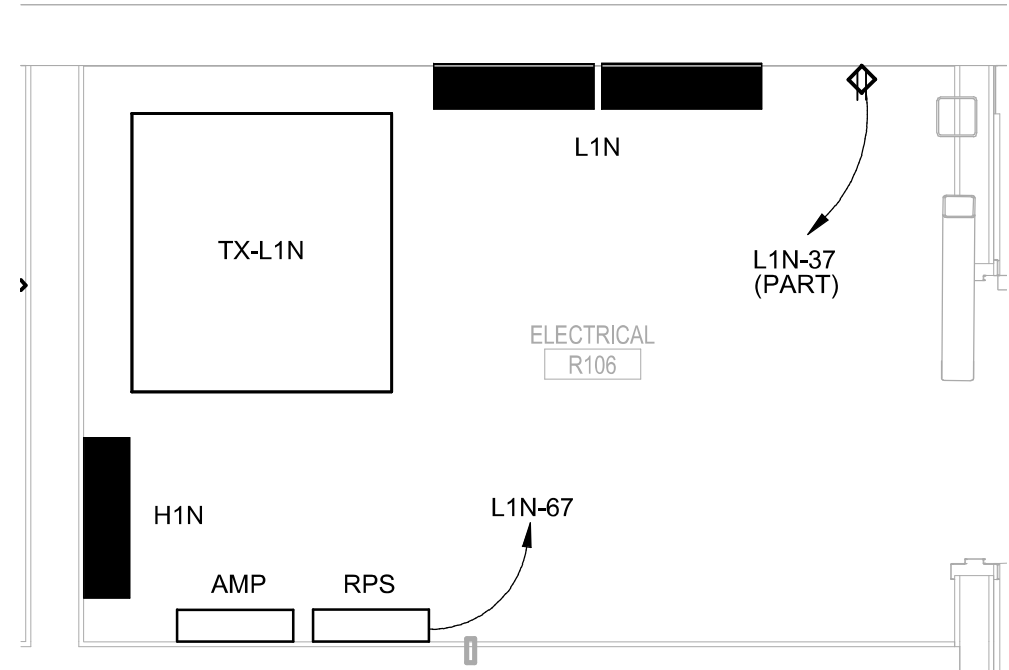 L1N
TX-L1N
L1N-37
(PART)
ELECTRICAL
R106
L1N-67
H1N
AMP
RPS